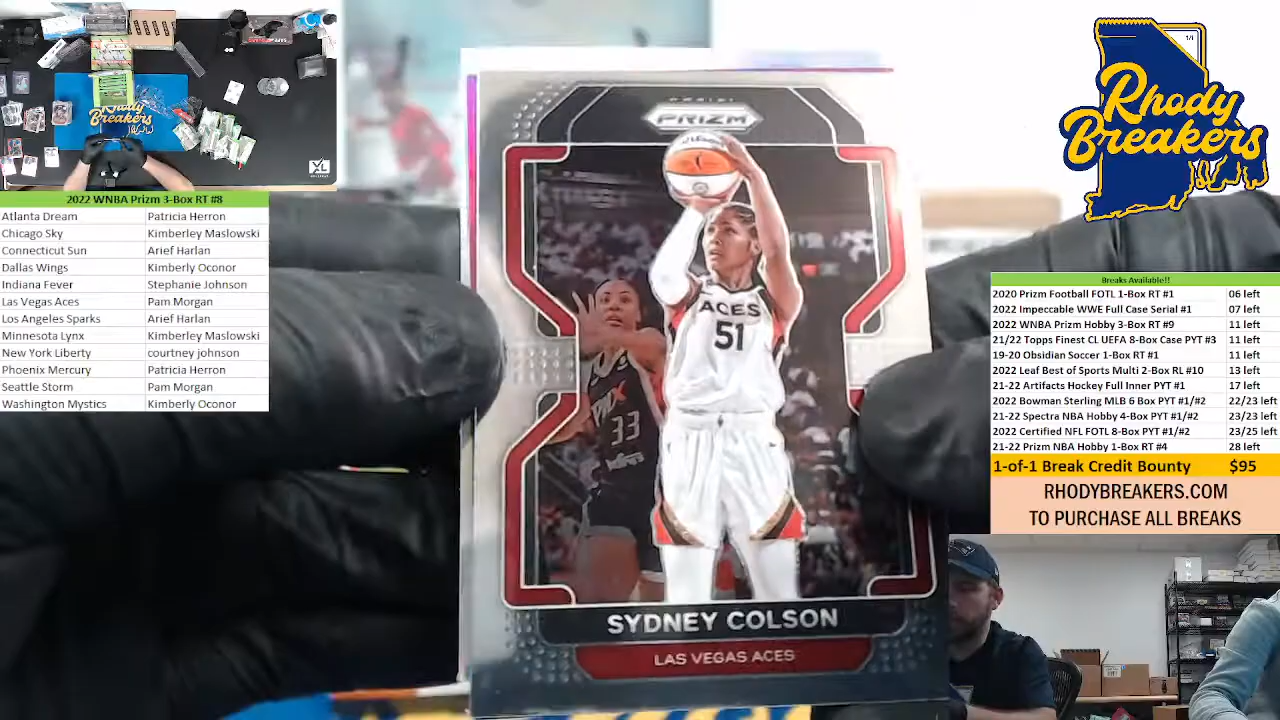 Rhody
Breakers
2022 WNBA Prizm 3-Box RT #8
Atlanta Dream Patricia Herron
Chicago Sky Kimberley Maslowski
Connecticut Sun Arief Harlan
Dallas Wings Kimberly Oconor
Indiana Fever Stephanie Johnson
Las Vegas Aces Pam Morgan
Los Angeles Sparks Arief Harlan
Minnesota Lynx Kimberley Maslowski
New York Liberty courtney johnson
Phoenix Mercury Patricia Herron
Seattle Storm Pam Morgan
Washington Mystics Kimberly Oconor
PANINI
PRIZM
ACES
51
33
SYDNEY COLSON
LAS VEGAS ACES
1/1
Rhody
Breakers
Breaks Available!!
2020 Prizm Football FOTL 1-Box RT #1 06 left
2022 Impeccable WWE Full Case Serial #1 07 left
2022 WNBA Prizm Hobby 3-Box RT #9 11 left
21/22 Topps Finest CL UEFA 8-Box Case PYT #3 11 left
19-20 Obsidian Soccer 1-Box RT #1 11 left
2022 Leaf Best of Sports Multi 2-Box RL #10 13 left
21-22 Artifacts Hockey Full Inner PYT #1 17 left
2022 Bowman Sterling MLB 6 Box PYT #1/#2 22/23 left
21-22 Spectra NBA Hobby 4-Box PYT #1/#2 23/23 left
2022 Certified NFL FOTL 8-Box PYT #1/#2 23/25 left
21-22 Prizm NBA Hobby 1-Box RT #4 28 left
1-of-1 Break Credit Bounty $95
RHODYBREAKERS.COM
TO PURCHASE ALL BREAKS